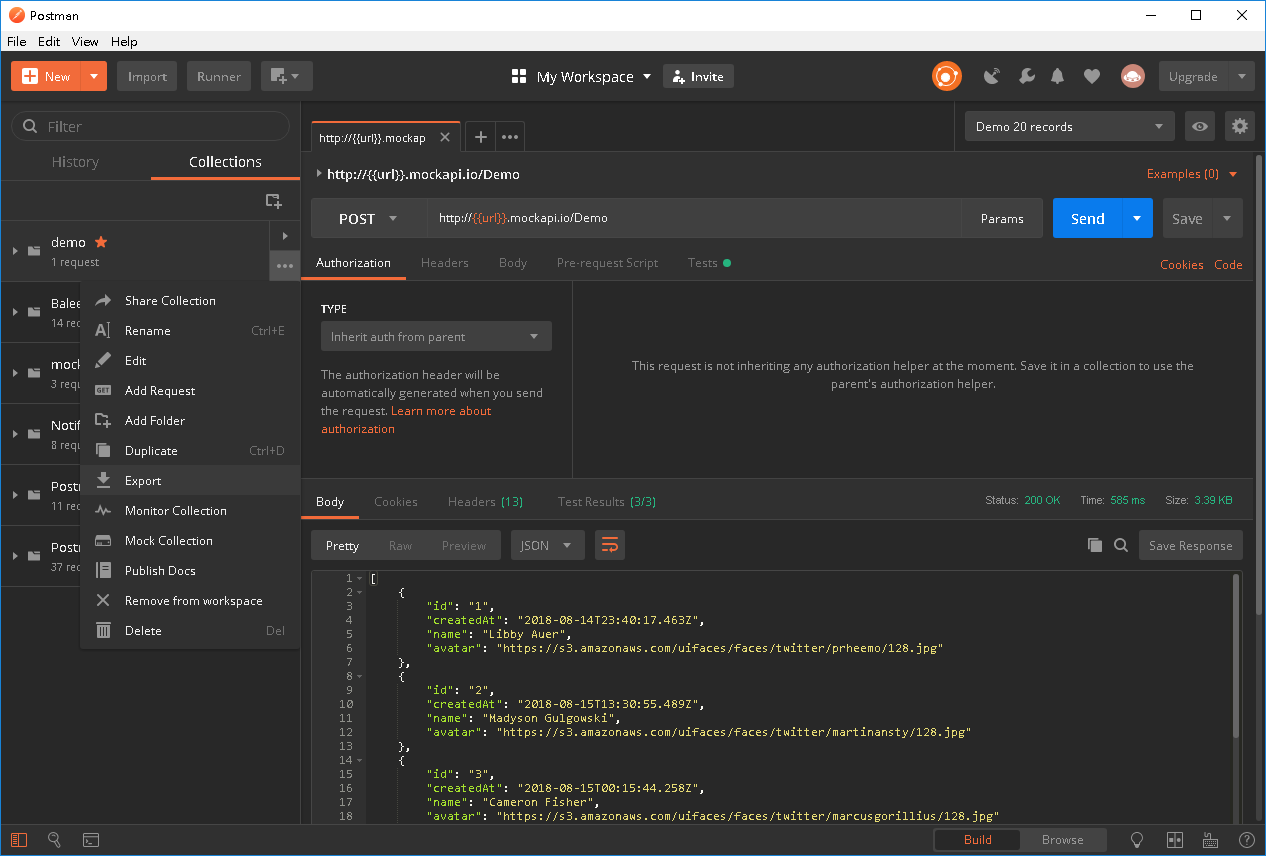 Postman
File Edit View Help
New Import Runner My Workspace Invite Upgrade
Filter
History Collections
demo
1 request
14
3
8
11
37
Share Collection
Rename Ctrl+E
Edit
GET Add Request
Add Folder
Duplicate Ctrl+D
Export
Monitor Collection
Mock Collection
Publish Docs
Remove from workspace
Delete Del
http://{{url}}.mockap
Demo 20 records
http://{{url}}.mockapi.io/Demo
Examples (0)
POST http://{{url}}.mockapi.io/Demo Params Send Save
Authorization Headers Body Pre-request Script Tests Cookies Code
TYPE
Inherit auth from parent
The authorization header will be
automatically generated when you send
the request. Learn more about
authorization
This request is not inheriting any authorization helper at the moment. Save it in a collection to use the
parent's authorization helper.
Body Cookies Headers (13) Test Results (3/3) Status: 200 OK Time: 585 ms Size: 3.39 KB
Pretty Raw Preview JSON Save Response
1 [
2 {
3 "id": "1",
4 "createdAt": "2018-08-14T23:40:17.463Z",
5 "name": "Libby Auer",
6 "avatar": "https://s3.amazonaws.com/uifaces/faces/twitter/prheemo/128.jpg"
7 },
8 {
9 "id": "2",
10 "createdAt": "2018-08-15T13:30:55.489Z",
11 "name": "Madyson Gulgowski",
12 "avatar": "https://s3.amazonaws.com/uifaces/faces/twitter/martinansty/128.jpg"
13 },
14 {
15 "id": "3",
16 "createdAt": "2018-08-15T00:15:44.258Z",
17 "name": "Cameron Fisher",
18 "avatar": "https://s3.amazonaws.com/uifaces/faces/twitter/marcusgorillius/128.jpg"
Build Browse